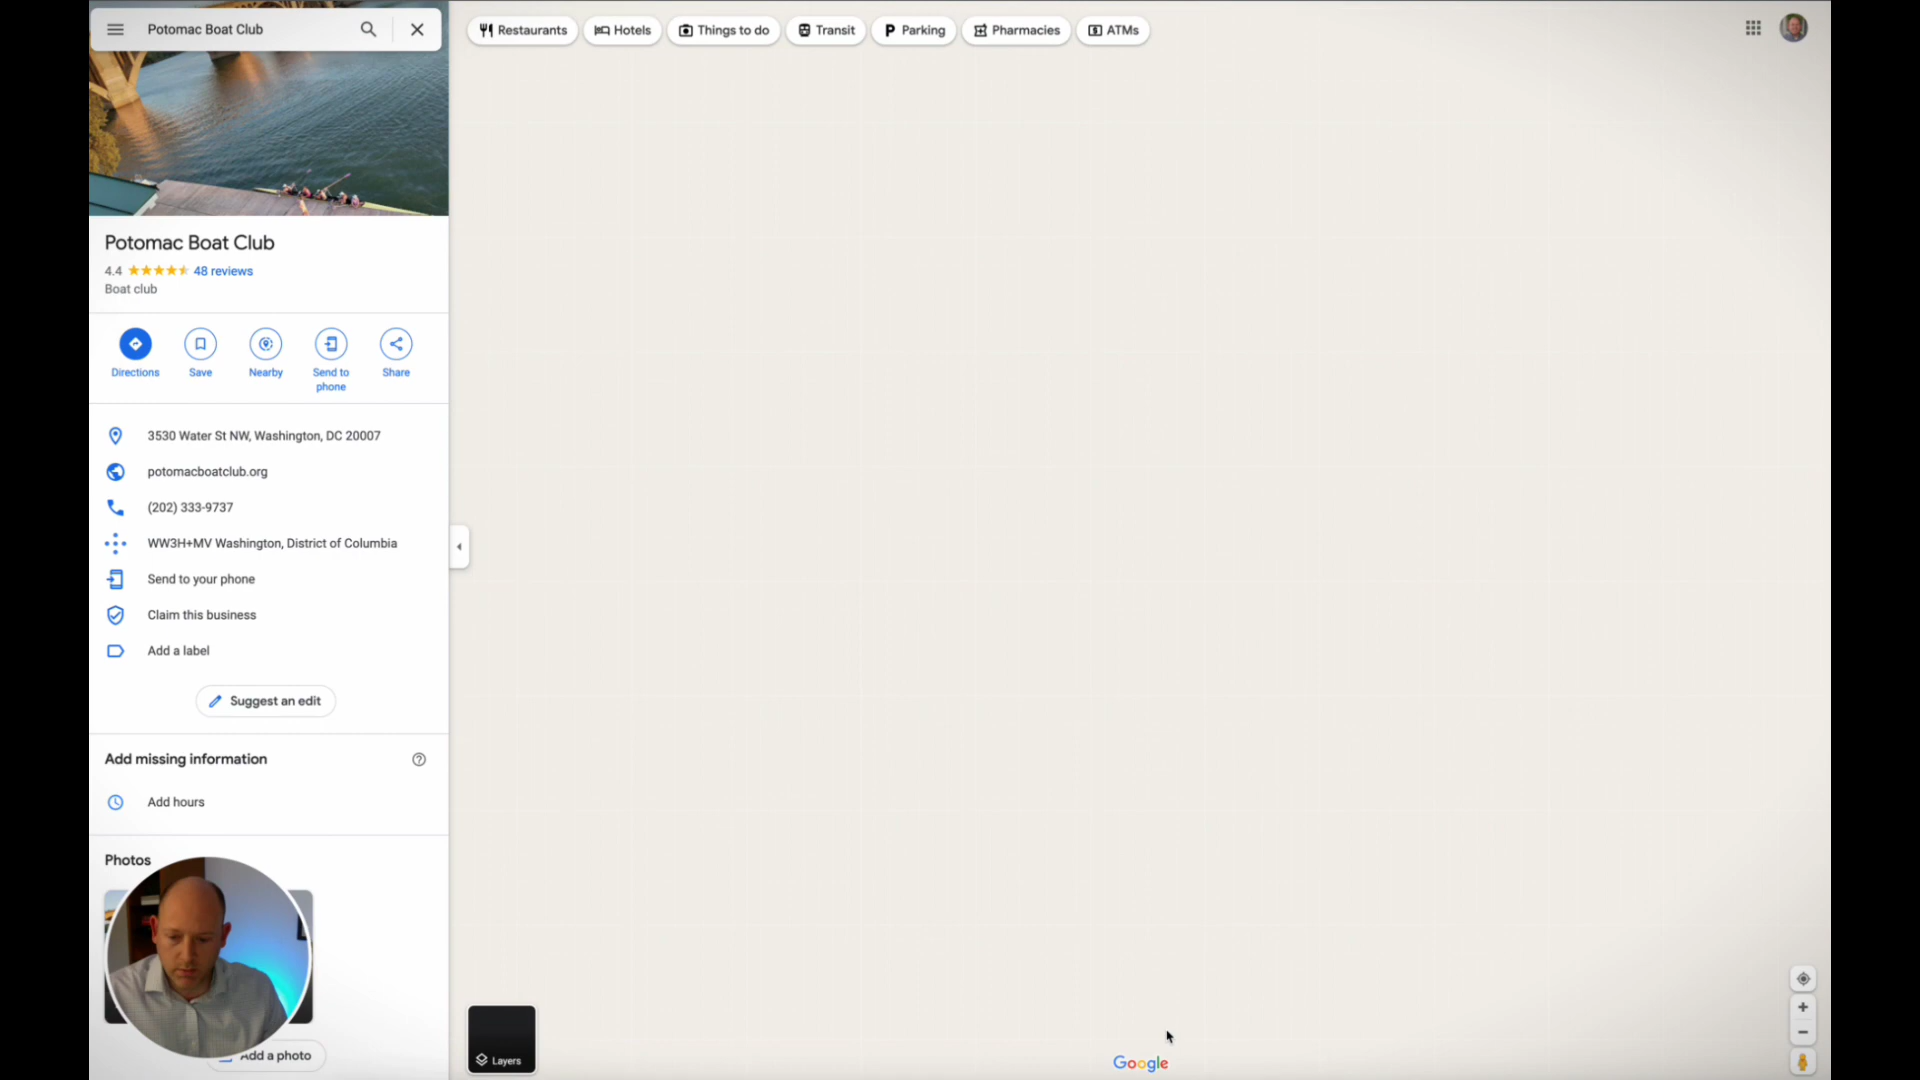 Potomac Boat Club
Restaurants
Hotels
Things to do
Transit
Parking
Pharmacies
ATMs
Potomac Boat Club
4.4
48 reviews
Boat club
Directions
Save
Nearby
Send to
phone
Share
3530 Water St NW, Washington, DC 20007
potomacboatclub.org
(202) 333-9737
WW3H+MV Washington, District of Columbia
Send to your phone
Claim this business
Add a label
Suggest an edit
Add missing information
Add hours
Photos
Add a photo
Layers
Google